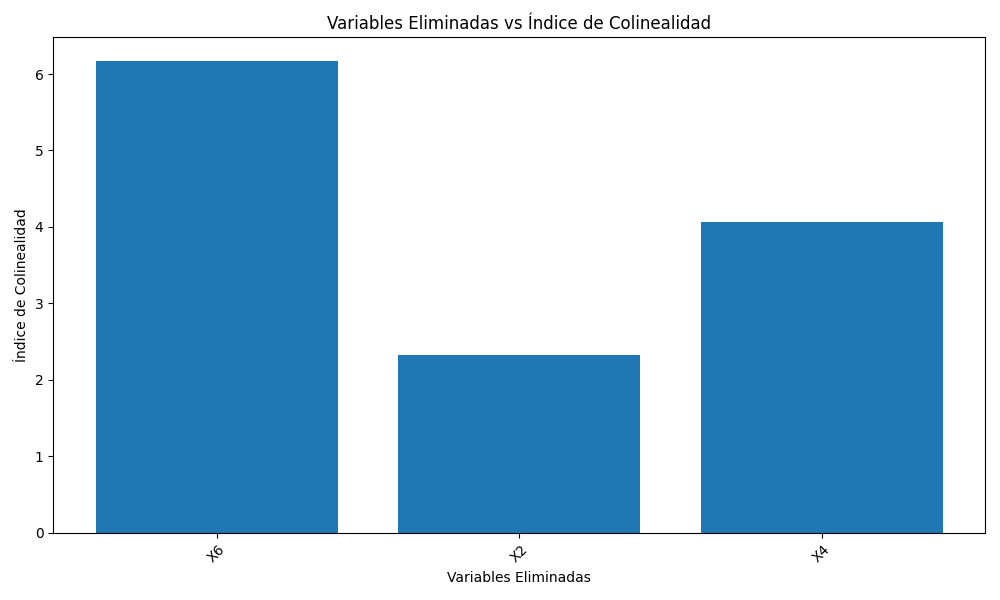 Variables Eliminadas vs Índice de Colinealidad
Índice de Colinealidad
6
5
4
3
2
1
0
X6
X2
X4
Variables Eliminadas